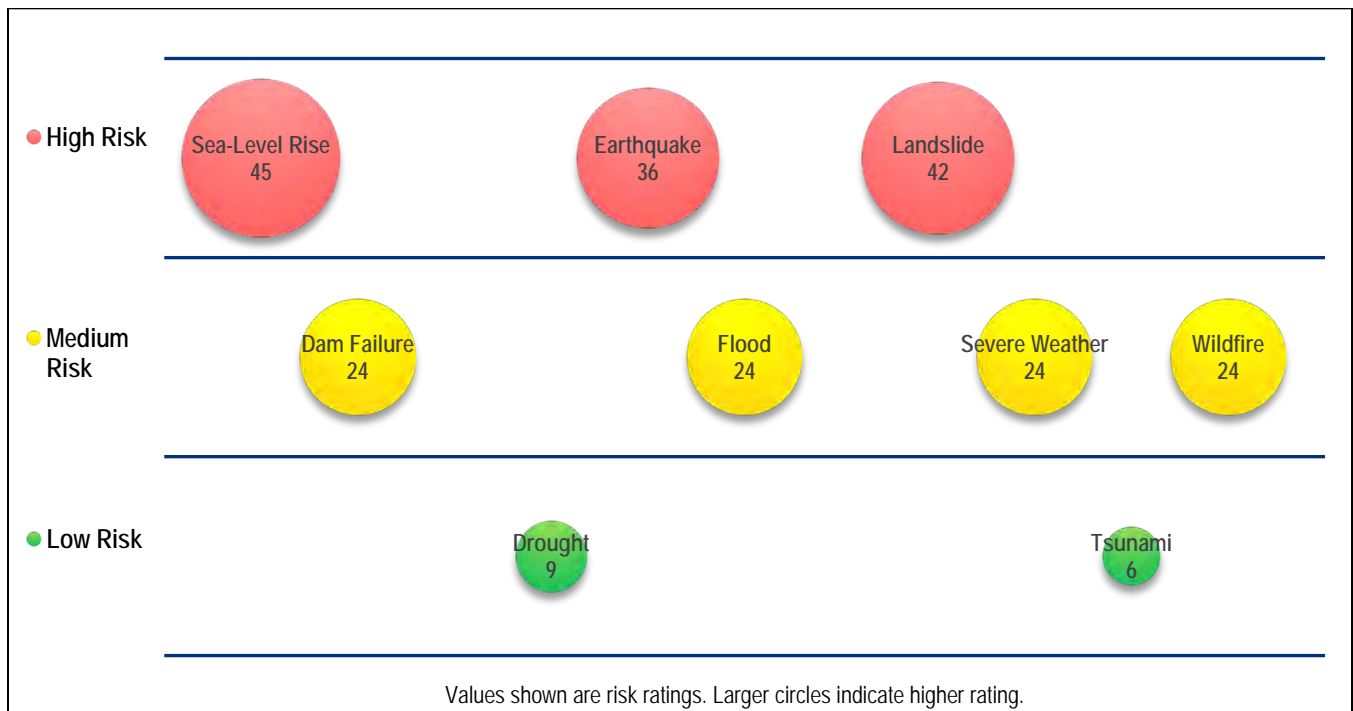 High Risk
Sea-Level Rise
45
Earthquake
36
Landslide
42
Medium
Risk
Dam Failure
24
Flood
24
Severe Weather
24
Wildfire
24
Low Risk
Drought
9
Tsunami
6
Values shown are risk ratings. Larger circles indicate higher rating.